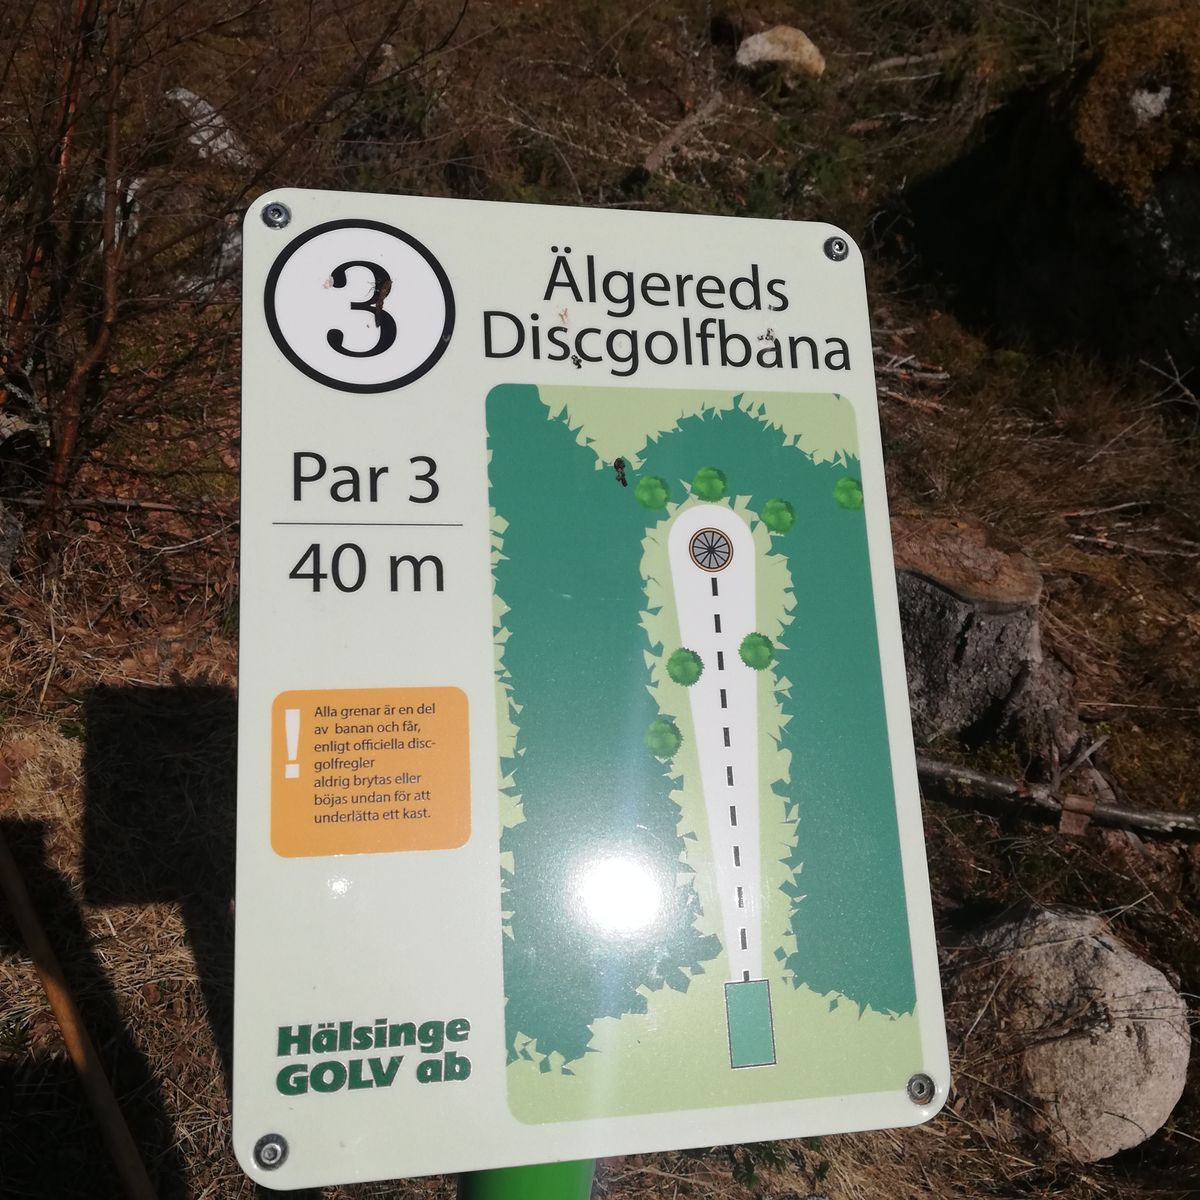 3
Älgereds
Discgolfbana
Par 3
40 m
!
Alla grenar är en del
av banan och får,
enligt officiella disc-
golfregler
aldrig brytas eller
böjas undan för att
underlätta ett kast.
Hälsinge
GOLV ab